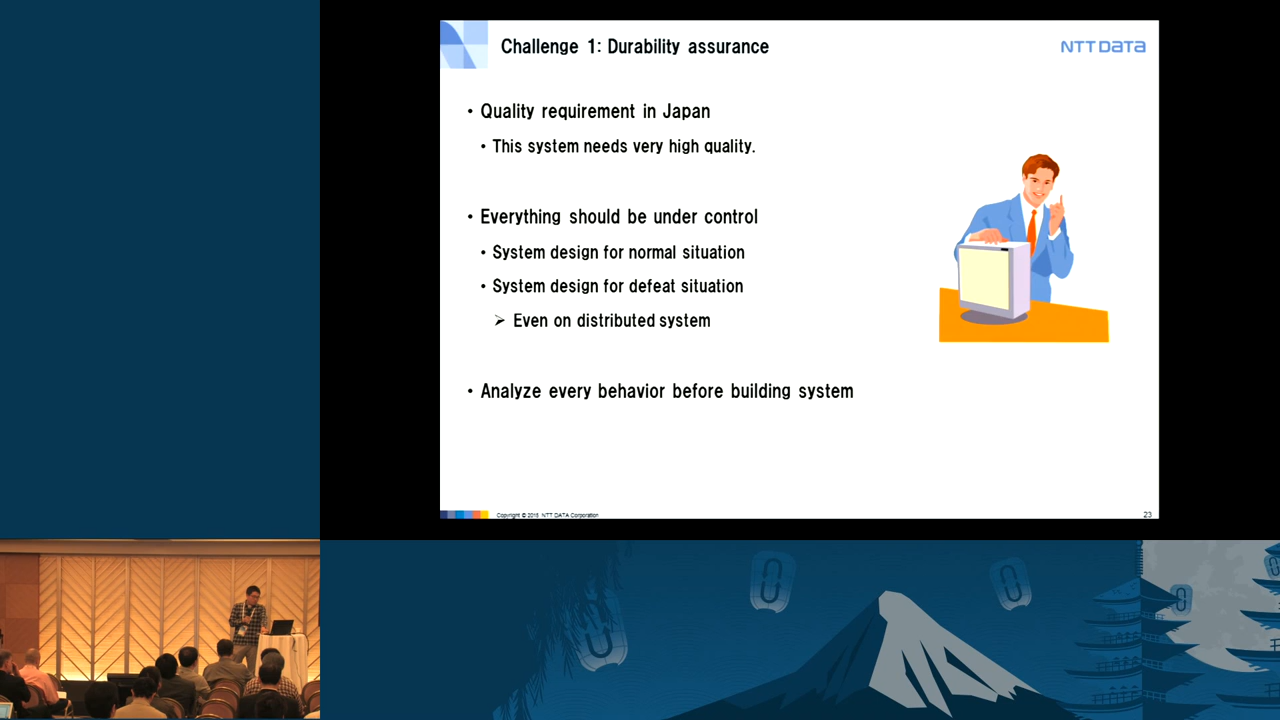 Challenge 1: Durability assurance
NTT DATA
• Quality requirement in Japan
• This system needs very high quality.
• Everything should be under control
• System design for normal situation
• System design for defeat situation
➢ Even on distributed system
• Analyze every behavior before building system
Copyright © 2015 NTT DATA Corporation
23